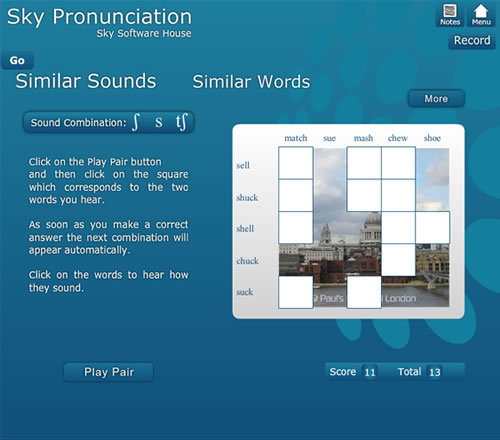 Sky Pronunciation
Sky Software House
Notes
Menu
Record
Go
Similar Sounds
Similar Words
More
Sound Combination: ʃ s tʃ
match sue mash chew shoe
Click on the Play Pair button
and then click on the square
which corresponds to the two
words you hear.
As soon as you make a correct
answer the next combination will
appear automatically.
Click on the words to hear how
they sound.
sell
shuck
shell
chuck
suck
St Paul's
London
Play Pair
Score 11 Total 13